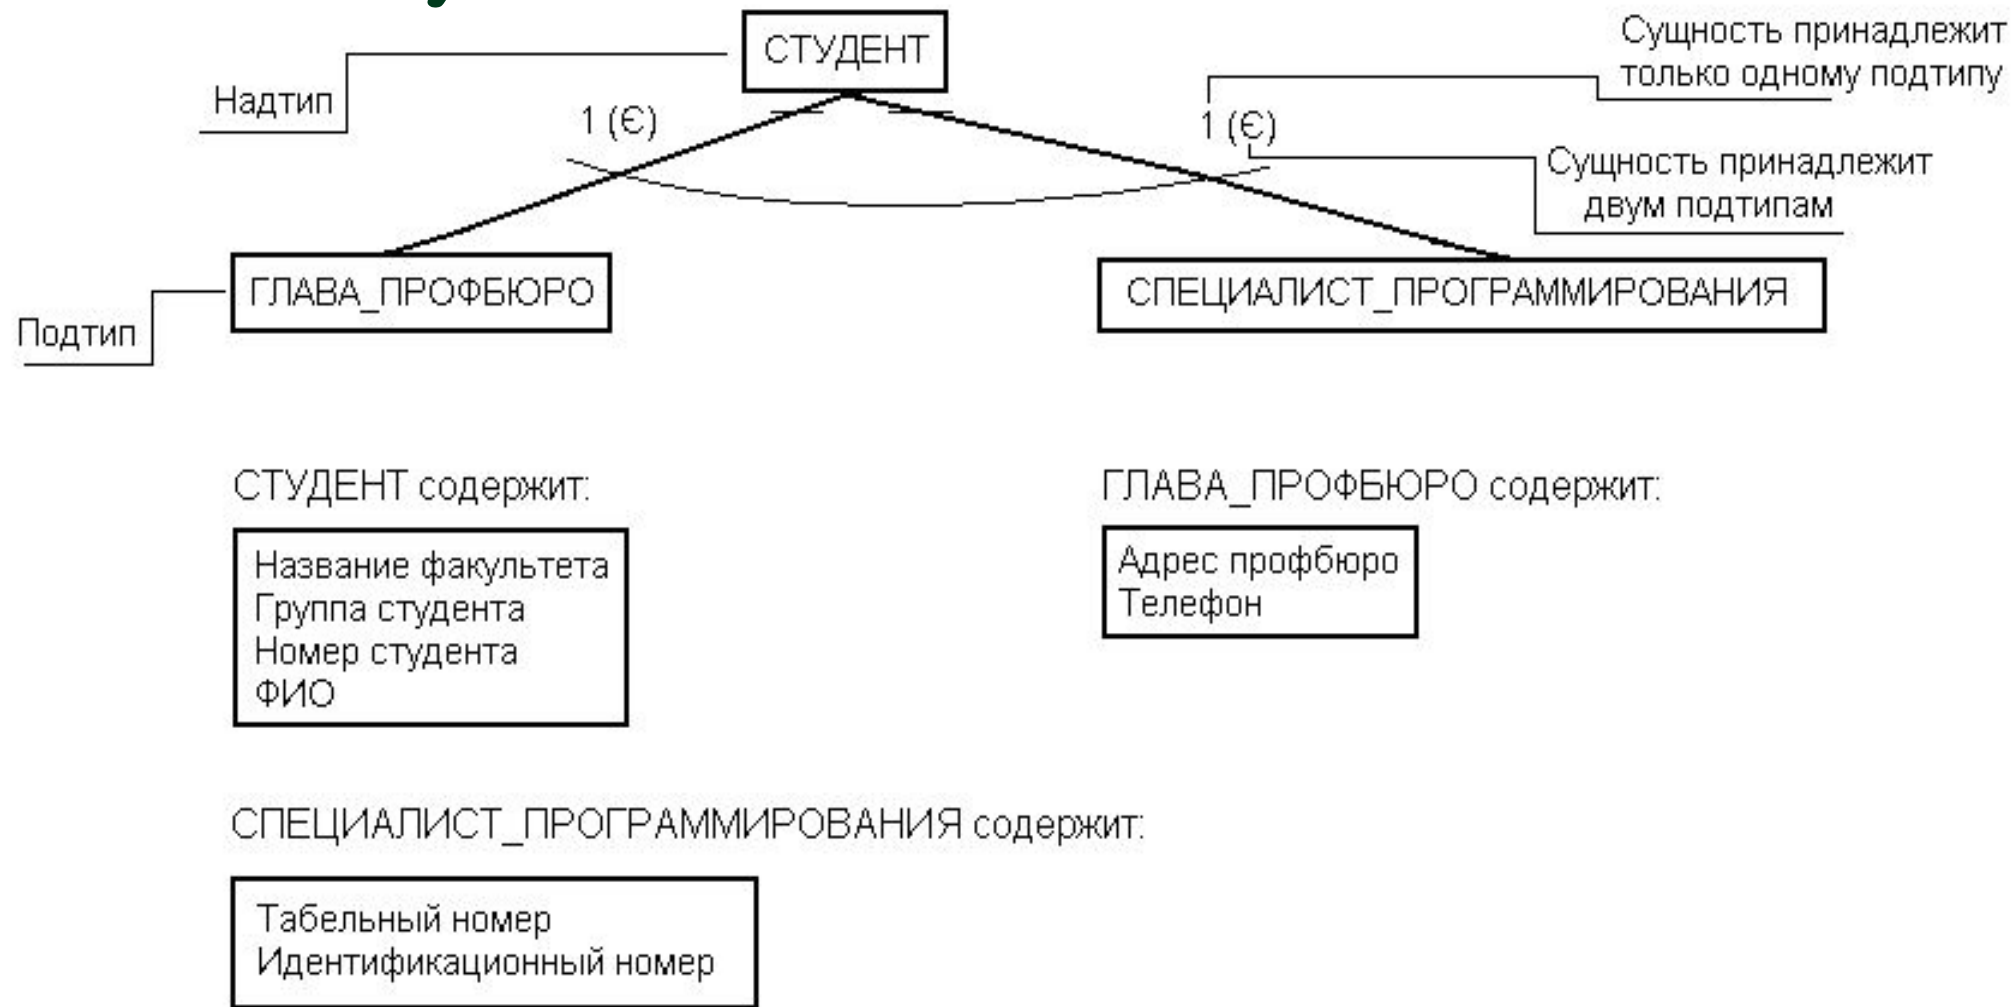 СТУДЕНТ
Сущность принадлежит
только одному подтипу
Надтип
1 (Є)
1 (Є)
Сущность принадлежит
двум подтипам
ГЛАВА_ПРОФБЮРО
СПЕЦИАЛИСТ_ПРОГРАММИРОВАНИЯ
Подтип
СТУДЕНТ содержит:
Название факультета
Группа студента
Номер студента
ФИО
ГЛАВА_ПРОФБЮРО содержит:
Адрес профбюро
Телефон
СПЕЦИАЛИСТ_ПРОГРАММИРОВАНИЯ содержит:
Табельный номер
Идентификационный номер